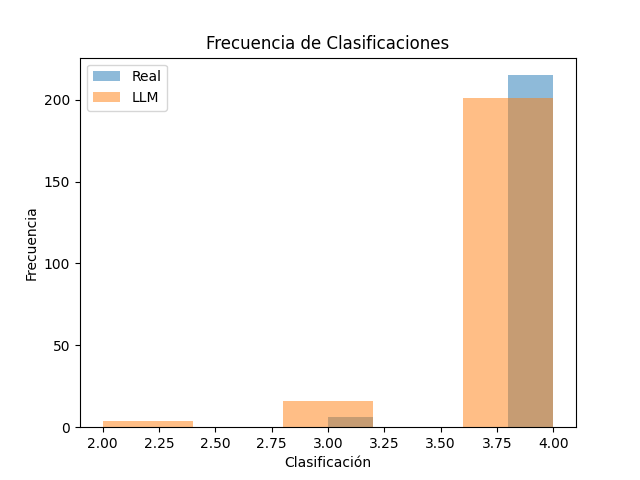 Frecuencia de Clasificaciones
Real
LLM
200
150
100
50
0
Frecuencia
2.00 2.25 2.50 2.75 3.00 3.25 3.50 3.75 4.00
Clasificación